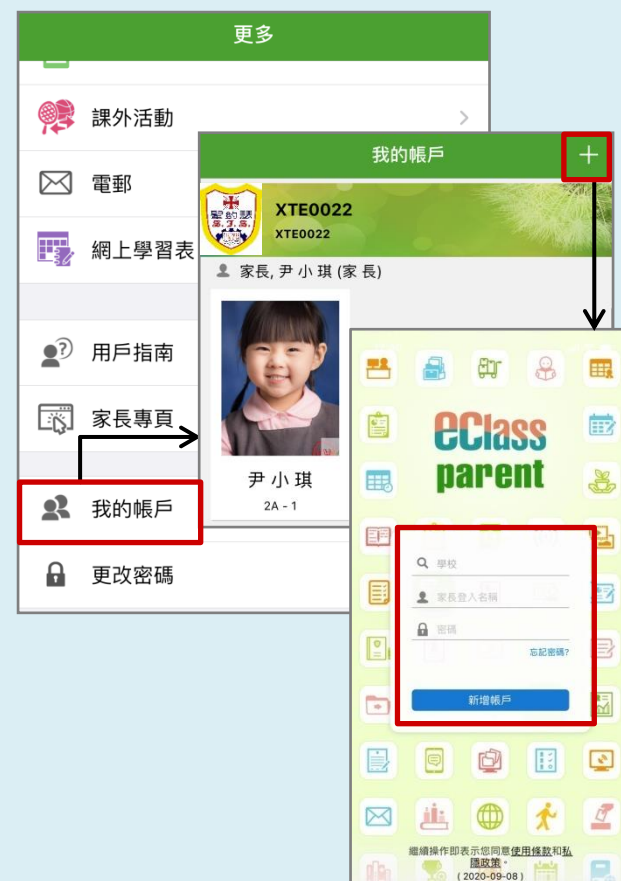 更多
課外活動
電郵
網上學習表
用戶指南
家長專頁
我的帳戶
更改密碼
我的帳戶
XTE0022
XTE0022
家長, 尹 小 琪 (家 長)
尹 小 琪
2A - 1
eClass
parent
學校
家長登入名稱
密碼
忘記密碼?
新增帳戶
繼續操作即表示您同意使用條款和私
隱政策。
( 2020-09-08 )